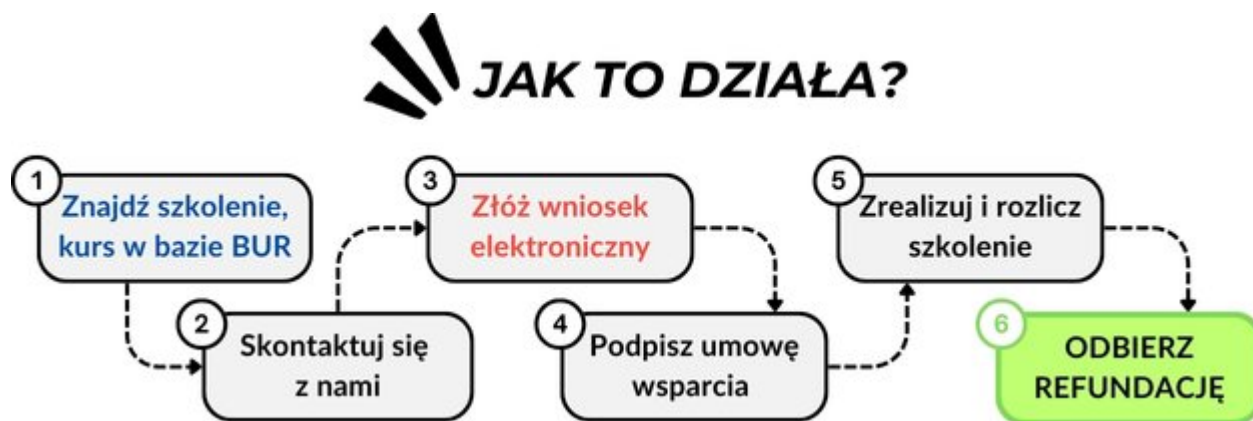 JAK TO DZIAŁA?
1
Znajdź szkolenie,
kurs w bazie BUR
2
Skontaktuj się
z nami
3
Złóż wniosek
elektroniczny
4
Podpisz umowę
wsparcia
5
Zrealizuj i rozlicz
szkolenie
6
ODBIERZ
REFUNDACJĘ